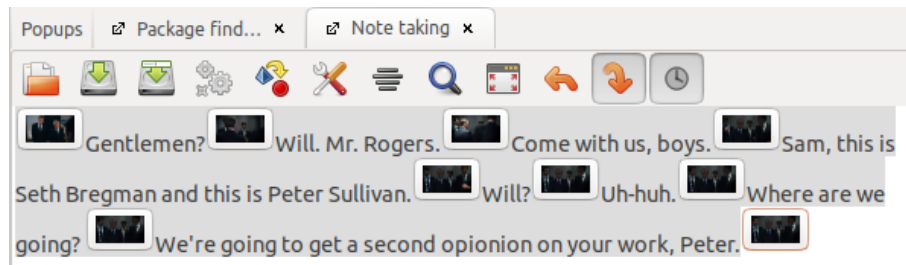 Popups Package find... × Note taking ×
Gentlemen? Will. Mr. Rogers. Come with us, boys. Sam, this is
Seth Bregman and this is Peter Sullivan. Will? Uh-huh. Where are we
going? We're going to get a second opionion on your work, Peter.